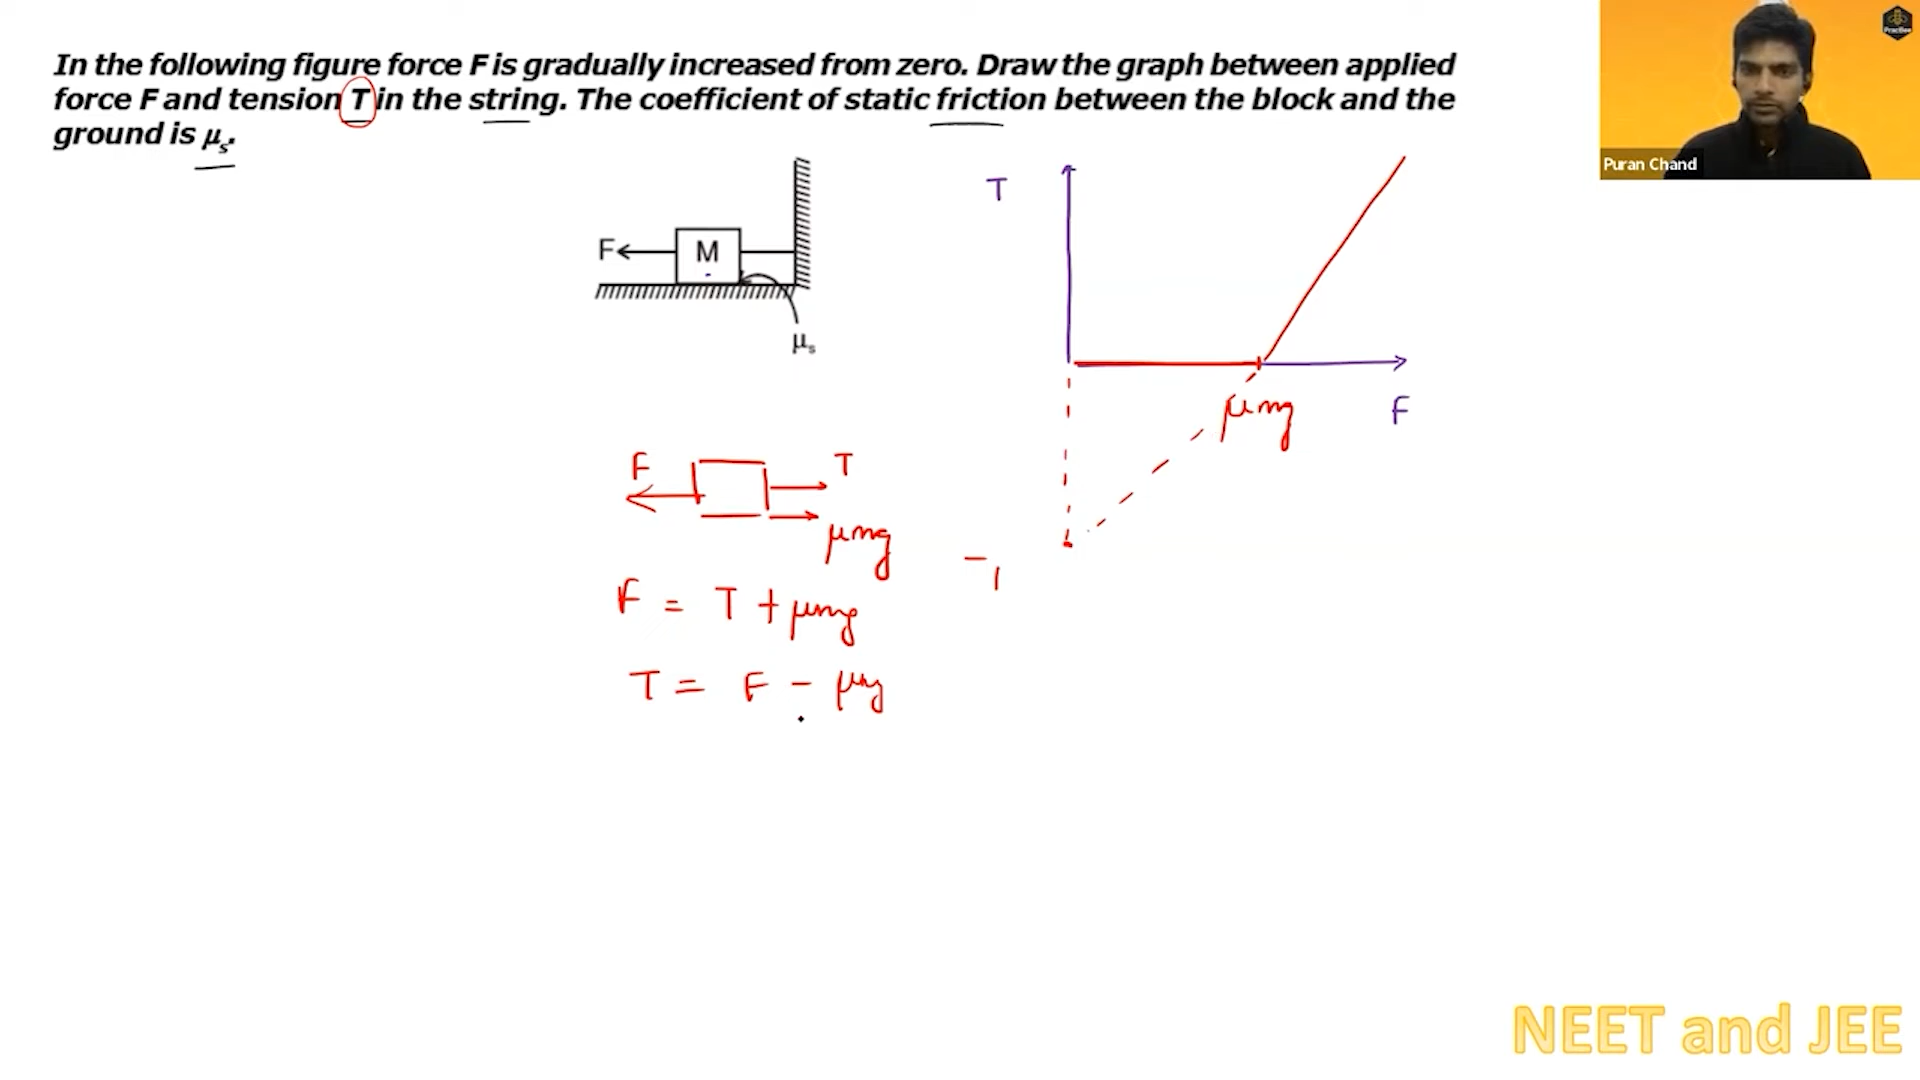 In the following figure force F is gradually increased from zero. Draw the graph between applied
force F and tension T in the string. The coefficient of static friction between the block and the
ground is μs.
Puran Chand
PracBee
T
F
M
μs
μmg
F
F
T
μmg
F = T + μmg
T = F - μmg
NEET and JEE